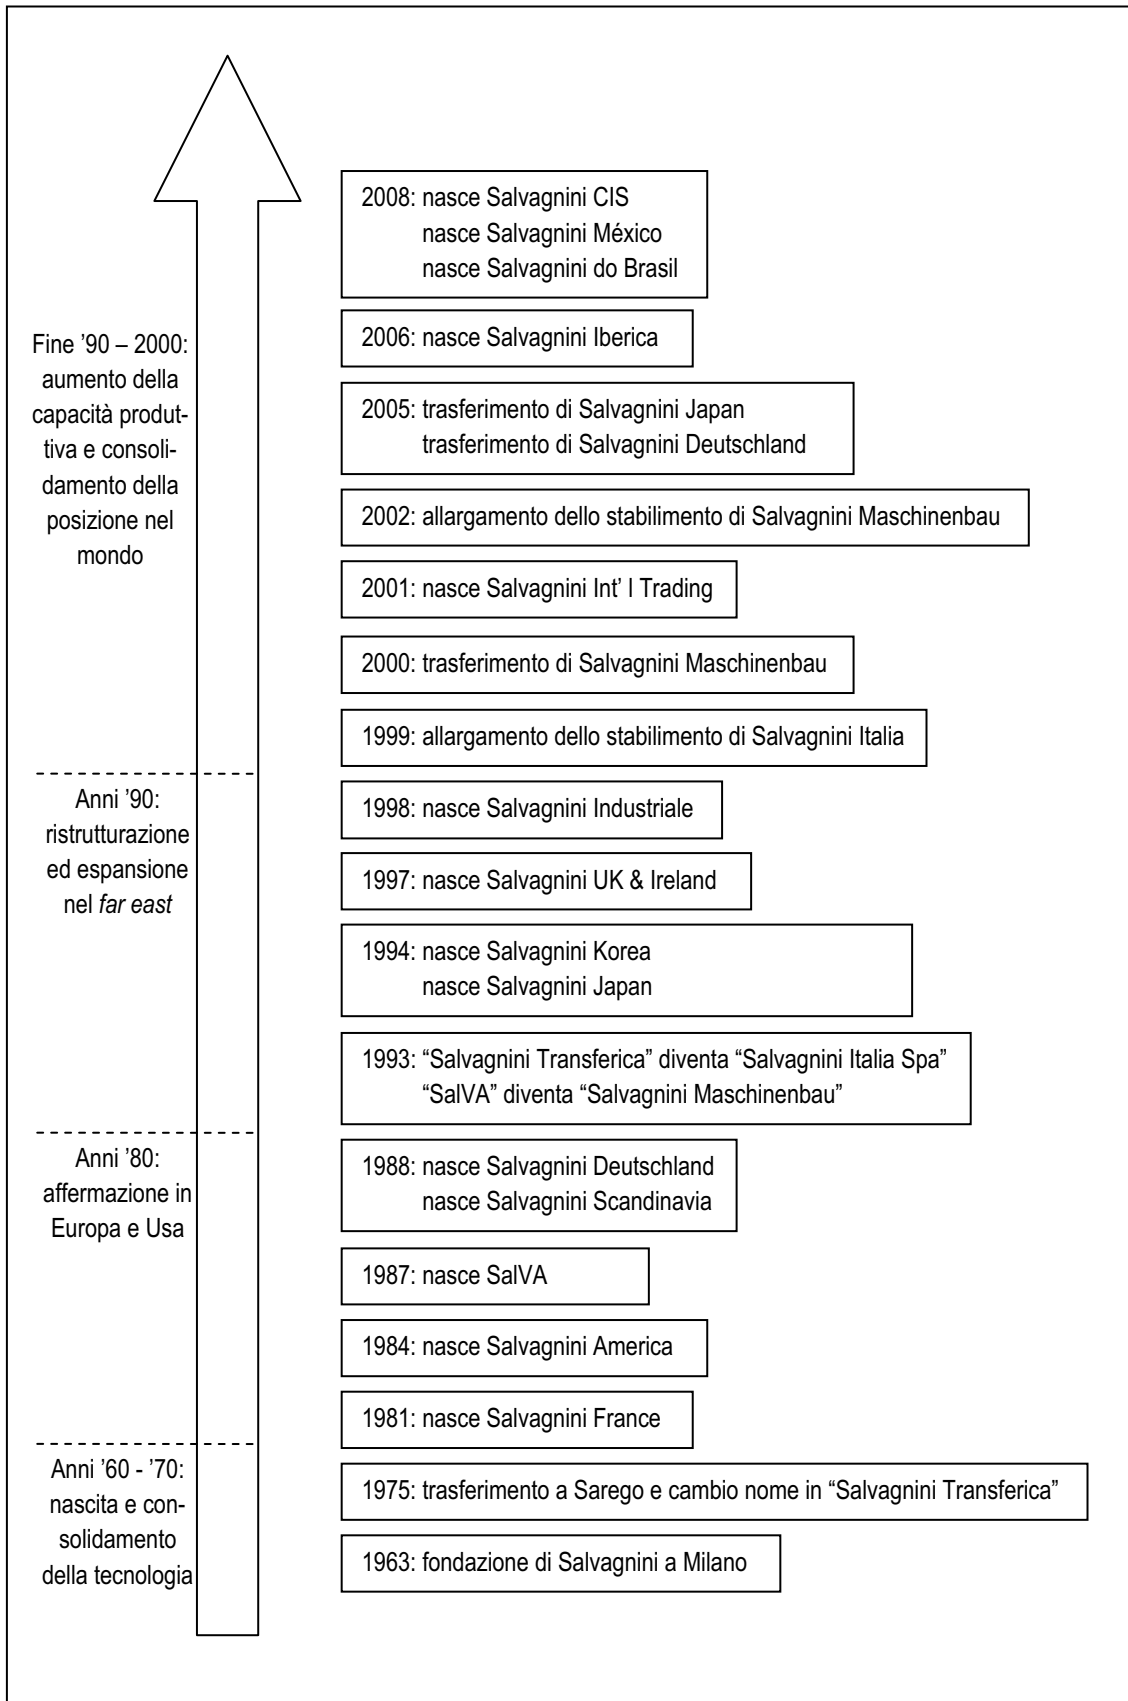 2008: nasce Salvagnini CIS
nasce Salvagnini México
nasce Salvagnini do Brasil
Fine ’90 – 2000:
aumento della
capacità produt-
tiva e consoli-
damento della
posizione nel
mondo
2006: nasce Salvagnini Iberica
2005: trasferimento di Salvagnini Japan
trasferimento di Salvagnini Deutschland
2002: allargamento dello stabilimento di Salvagnini Maschinenbau
2001: nasce Salvagnini Int’ l Trading
2000: trasferimento di Salvagnini Maschinenbau
1999: allargamento dello stabilimento di Salvagnini Italia
Anni ’90:
ristrutturazione
ed espansione
nel far east
1998: nasce Salvagnini Industriale
1997: nasce Salvagnini UK & Ireland
1994: nasce Salvagnini Korea
nasce Salvagnini Japan
1993: “Salvagnini Transferica” diventa “Salvagnini Italia Spa”
“SalVA” diventa “Salvagnini Maschinenbau”
Anni ’80:
affermazione in
Europa e Usa
1988: nasce Salvagnini Deutschland
nasce Salvagnini Scandinavia
1987: nasce SalVA
1984: nasce Salvagnini America
1981: nasce Salvagnini France
Anni ’60 - ’70:
nascita e con-
solidamento
della tecnologia
1975: trasferimento a Sarego e cambio nome in “Salvagnini Transferica”
1963: fondazione di Salvagnini a Milano